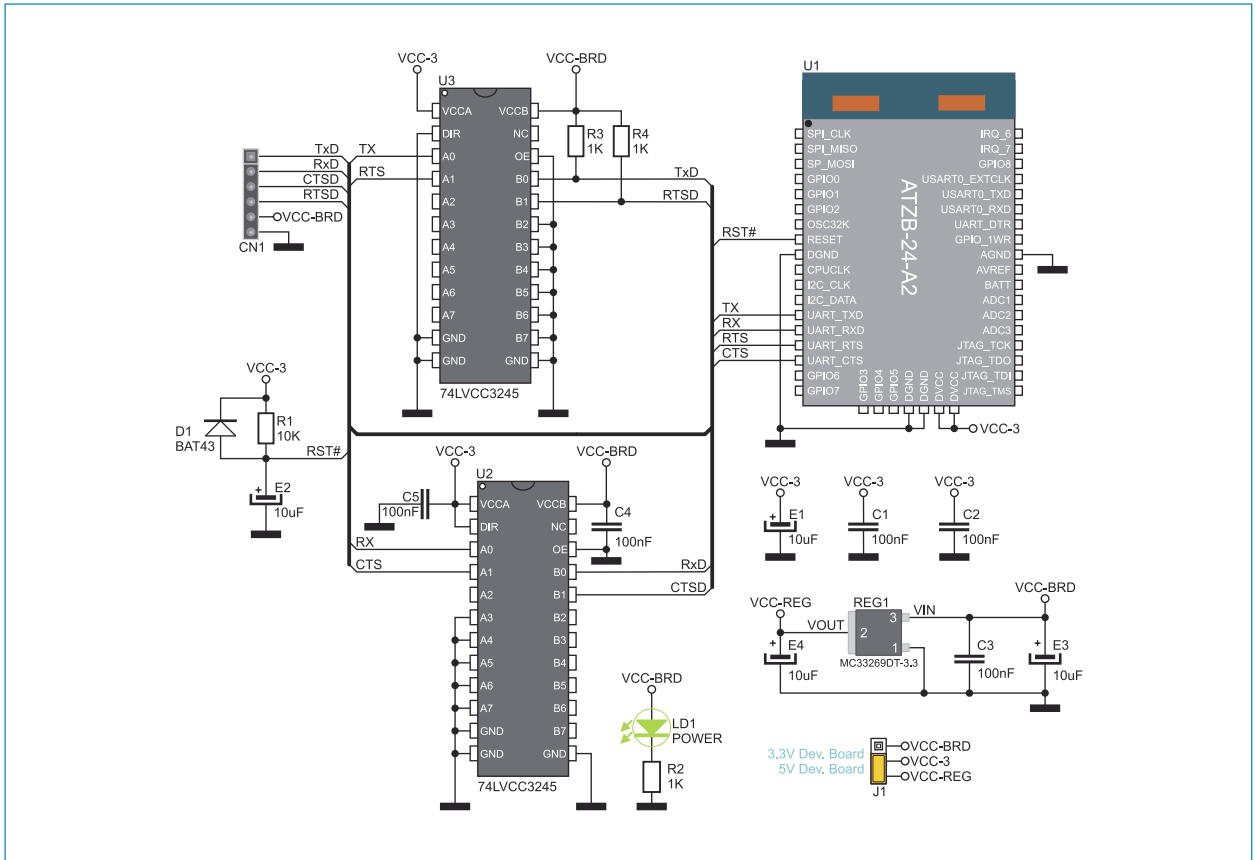 VCC-3
VCC-BRD
U3
VCCA
DIR
A0
A1
A2
A3
A4
A5
A6
A7
GND
GND
VCCB
NC
OE
B0
B1
B2
B3
B4
B5
B6
B7
GND
74LVCC3245
R3
1K
R4
1K
TxD
RTSD
TX
RTS
TxD
RxD
CTSD
RTSD
VCC-BRD
CN1
U1
ATZB-24-A2
SPI_CLK
SPI_MISO
SP_MOSI
GPIO0
GPIO1
GPIO2
OSC32K
RESET
DGND
CPUCLK
I2C_CLK
I2C_DATA
UART_TXD
UART_RXD
UART_RTS
UART_CTS
GPIO6
GPIO7
IRQ_6
IRQ_7
GPIO8
USART0_EXTCLK
USART0_TXD
USART0_RXD
UART_DTR
GPIO_1WR
AGND
AVREF
BATT
ADC1
ADC2
ADC3
JTAG_TCK
JTAG_TDO
JTAG_TDI
JTAG_TMS
GPIO3
GPIO4
GPIO5
DGND
DGND
DVCC
DVCC
VCC-3
RST#
TX
RX
RTS
CTS
VCC-3
D1
BAT43
R1
10K
RST#
+
E2
10uF
VCC-3
VCC-BRD
U2
C5
100nF
C4
100nF
VCCA
DIR
A0
A1
A2
A3
A4
A5
A6
A7
GND
GND
VCCB
NC
OE
B0
B1
B2
B3
B4
B5
B6
B7
GND
74LVCC3245
RX
CTS
RxD
CTSD
VCC-BRD
LD1
POWER
R2
1K
VCC-3
+
E1
10uF
VCC-3
C1
100nF
VCC-3
C2
100nF
VCC-REG
REG1
VIN
VCC-BRD
VOUT
2
3
1
MC33269DT-3.3
+
E4
10uF
C3
100nF
+
E3
10uF
3.3V Dev. Board
5V Dev. Board
VCC-BRD
VCC-3
VCC-REG
J1